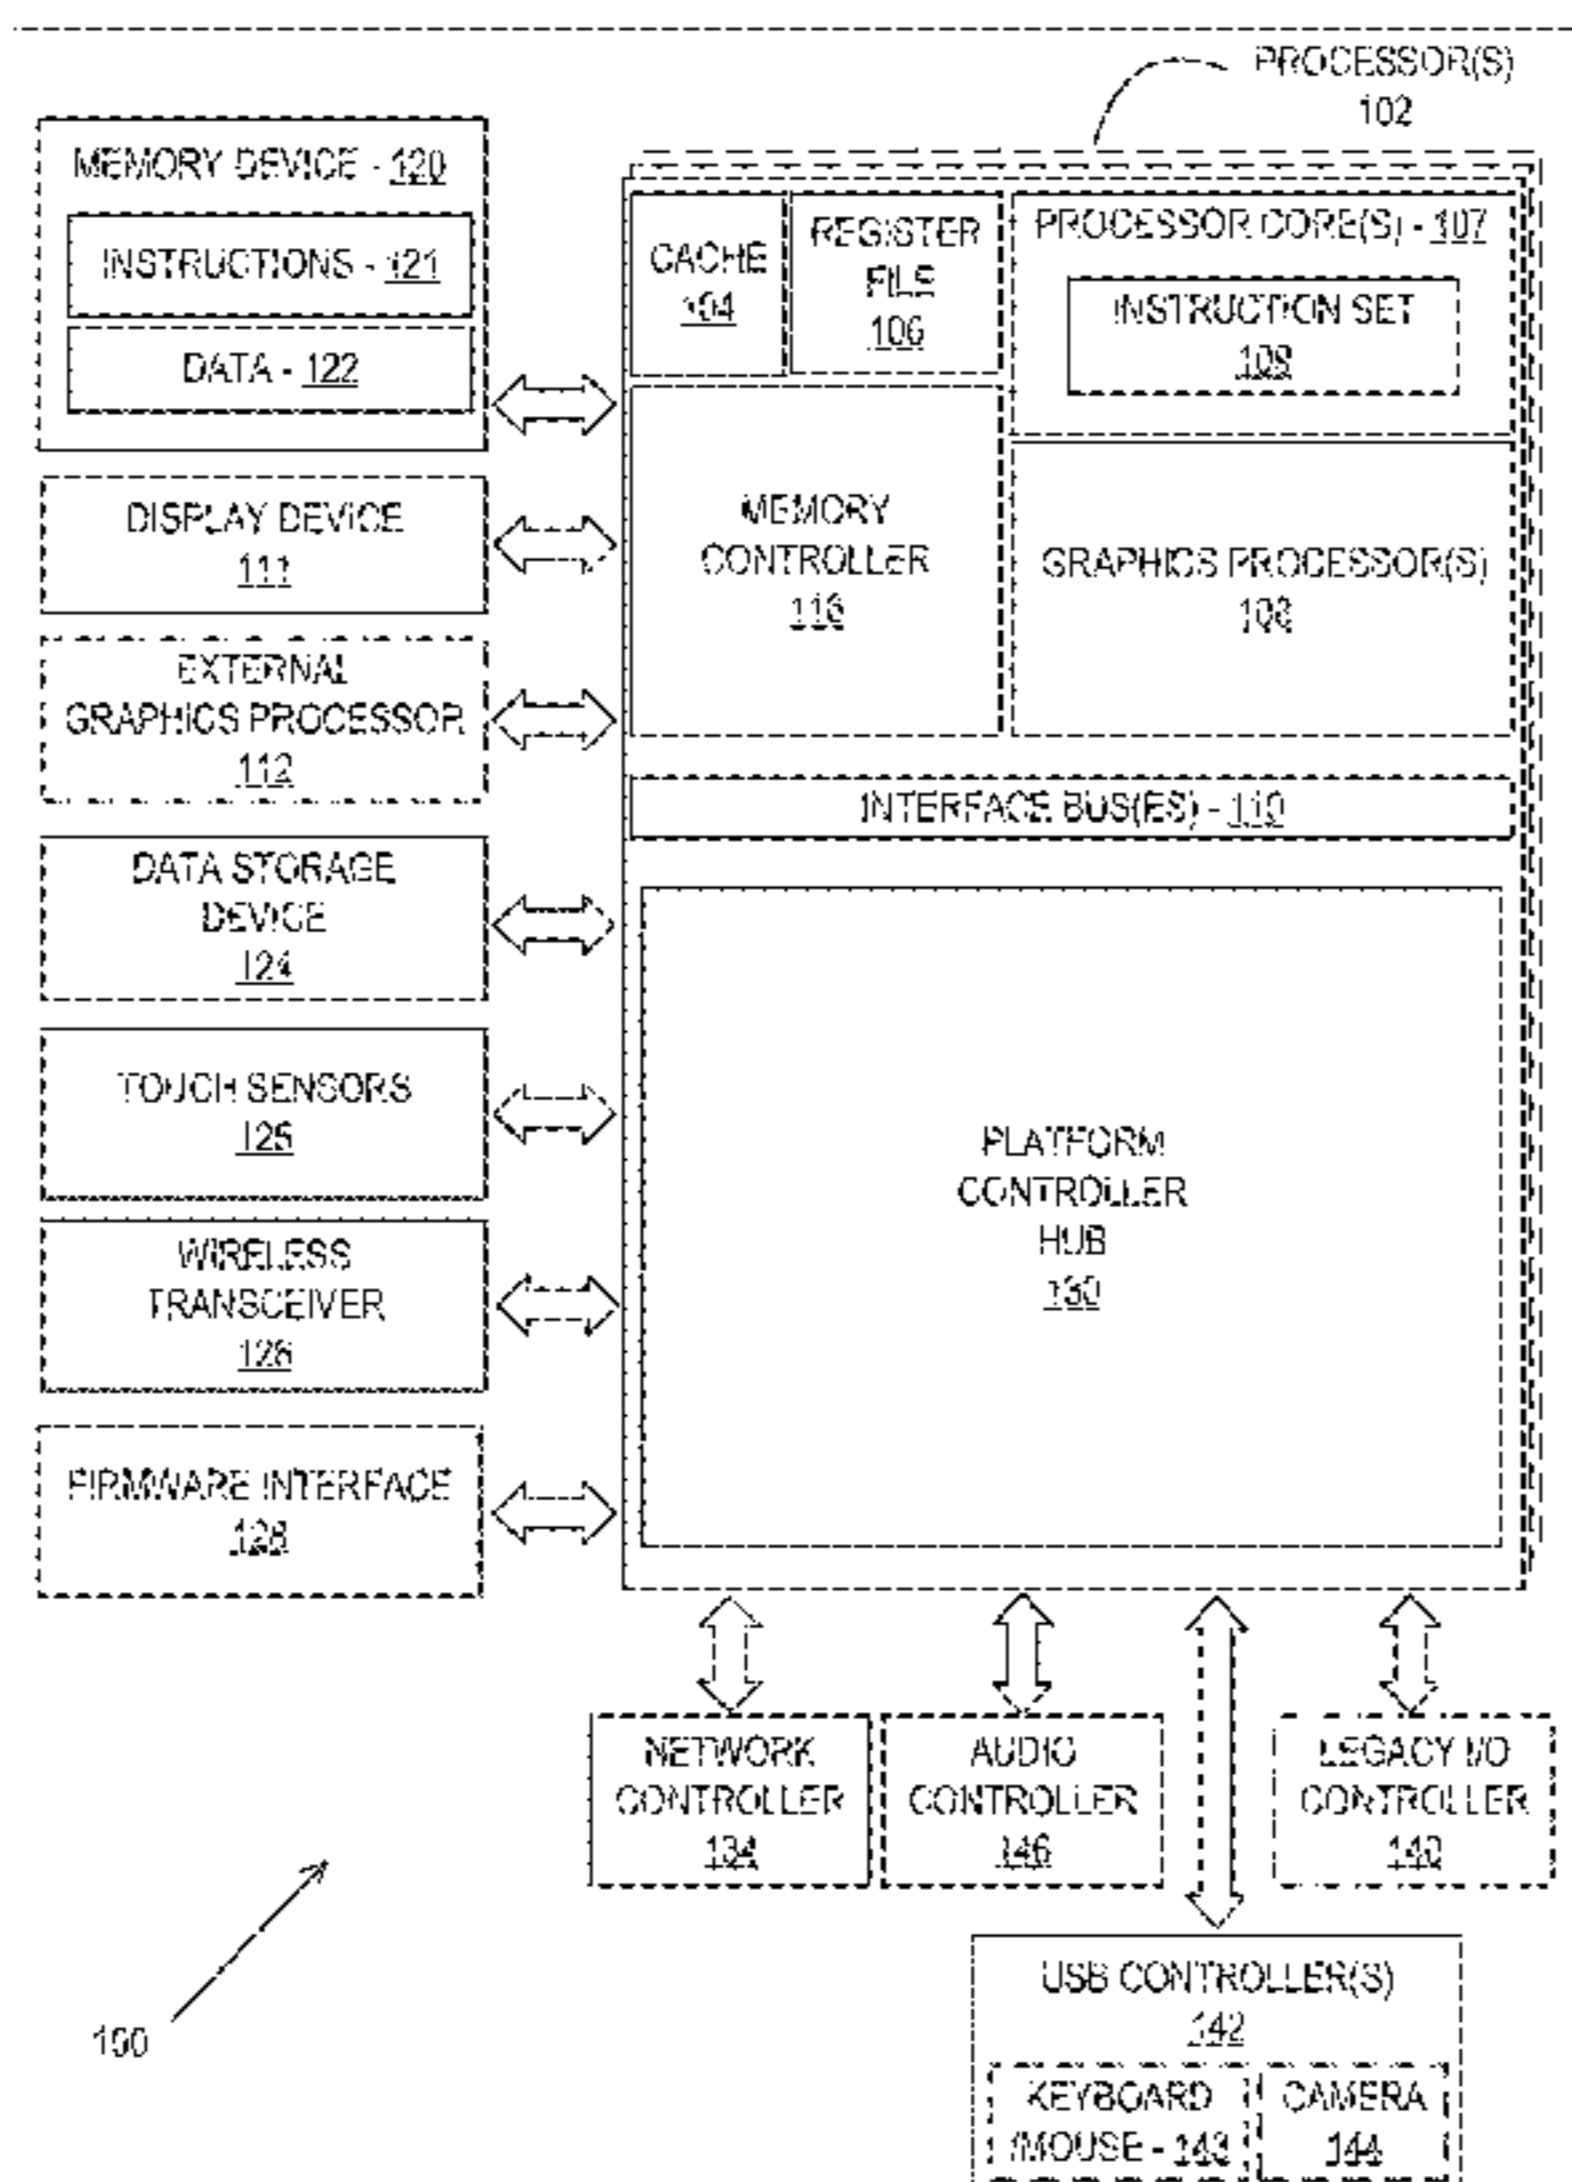 PROCESSOR(S)
102
MEMORY DEVICE - 120
INSTRUCTIONS - 121
DATA - 122
CACHE
104
REGISTER
FILE
106
PROCESSOR CORE(S) - 107
INSTRUCTION SET
109
MEMORY
CONTROLLER
116
GRAPHICS PROCESSOR(S)
108
DISPLAY DEVICE
111
EXTERNAL
GRAPHICS PROCESSOR
112
INTERFACE BUS(ES) - 110
DATA STORAGE
DEVICE
124
TOUCH SENSORS
125
PLATFORM
CONTROLLER
HUB
130
WIRELESS
TRANSCEIVER
126
FIRMWARE INTERFACE
128
NETWORK
CONTROLLER
134
AUDIO
CONTROLLER
146
LEGACY I/O
CONTROLLER
140
USB CONTROLLER(S)
142
KEYBOARD
/MOUSE - 143
CAMERA
144
100